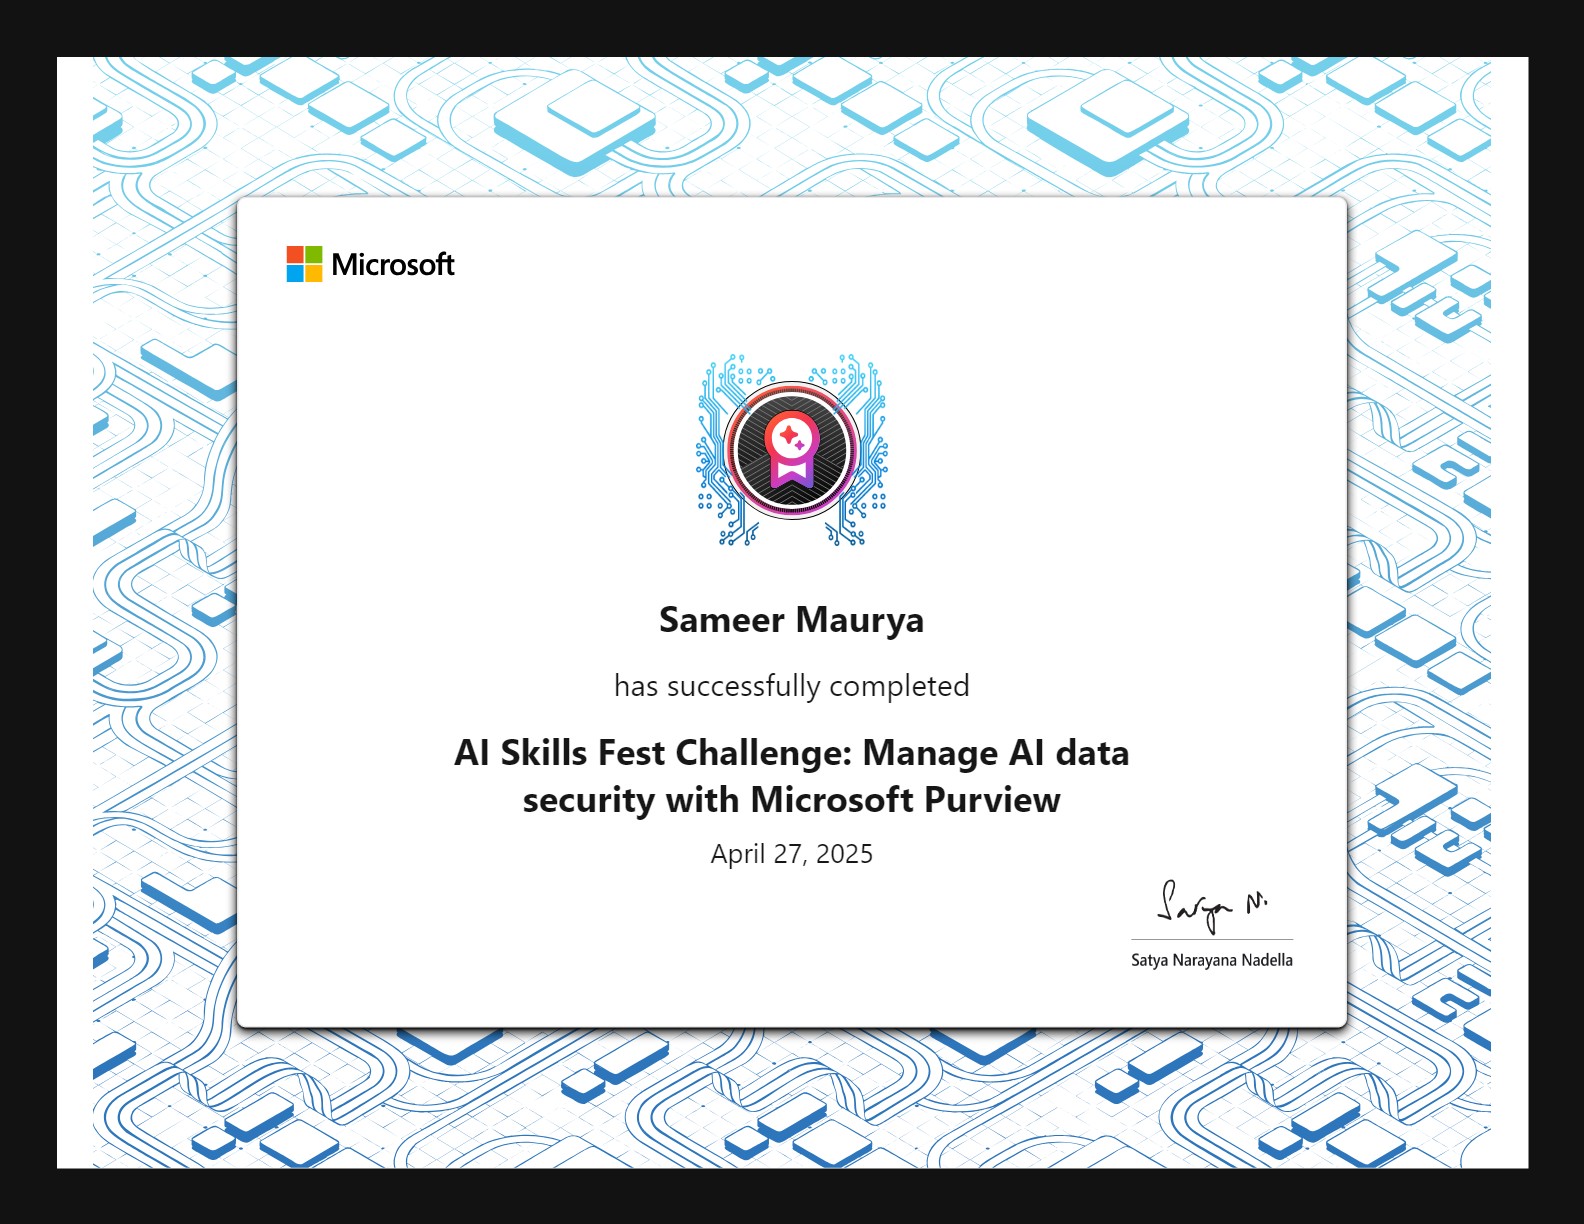 Microsoft
Sameer Maurya
has successfully completed
AI Skills Fest Challenge: Manage AI data
security with Microsoft Purview
April 27, 2025
Satya N.
Satya Narayana Nadella